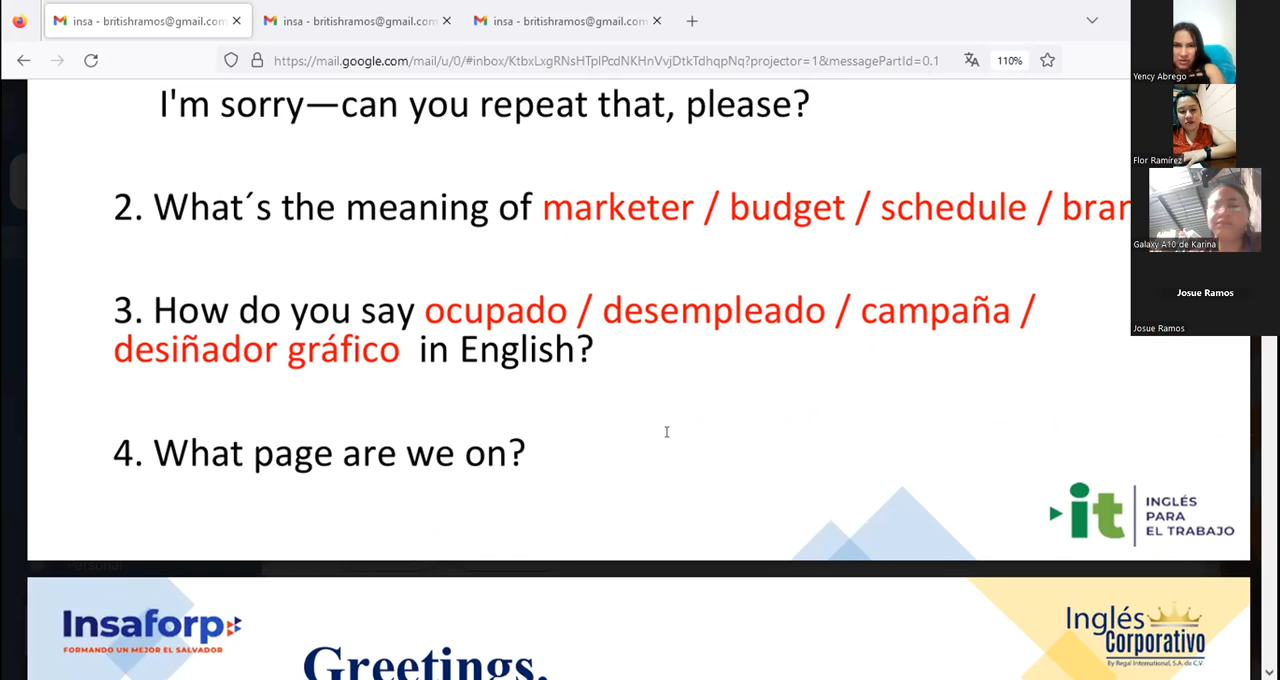 insa - britishramos@gmail.com
insa - britishramos@gmail.com
insa - britishramos@gmail.com
https://mail.google.com/mail/u/0/#inbox/KtbxLxgRNsHTplPcdNKHnVvjDtkTdhqpNq?projector=1&messagePartId=0.1
110%
I'm sorry—can you repeat that, please?
2. What´s the meaning of marketer / budget / schedule /
3. How do you say ocupado / desempleado / campaña /
desiñador gráfico in English?
4. What page are we on?
it INGLÉS
PARA
EL TRABAJO
Personal
Insaforp
FORMANDO UN MEJOR EL SALVADOR
Greetings.
Inglés
Corporativo
By Regal International, S.A. de C.V.
Yency Abrego
Flor Ramírez
Galaxy A10 de Karina
Josue Ramos
Josue Ramos